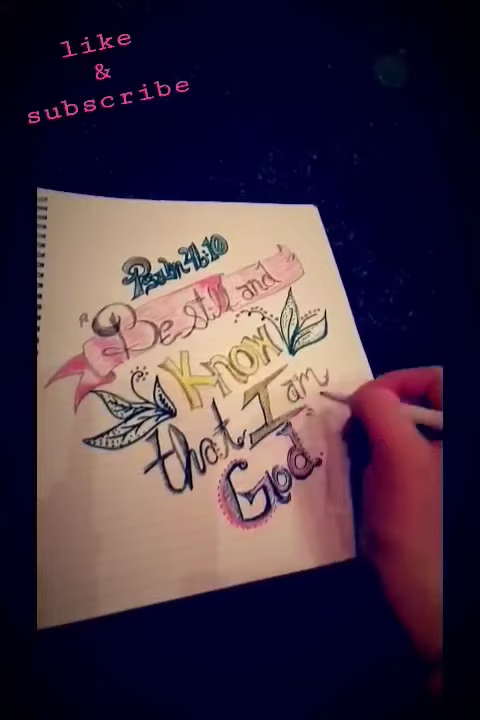 like
&
subscribe
Psalm 46:10
"Be still and"
Know
that I am
God